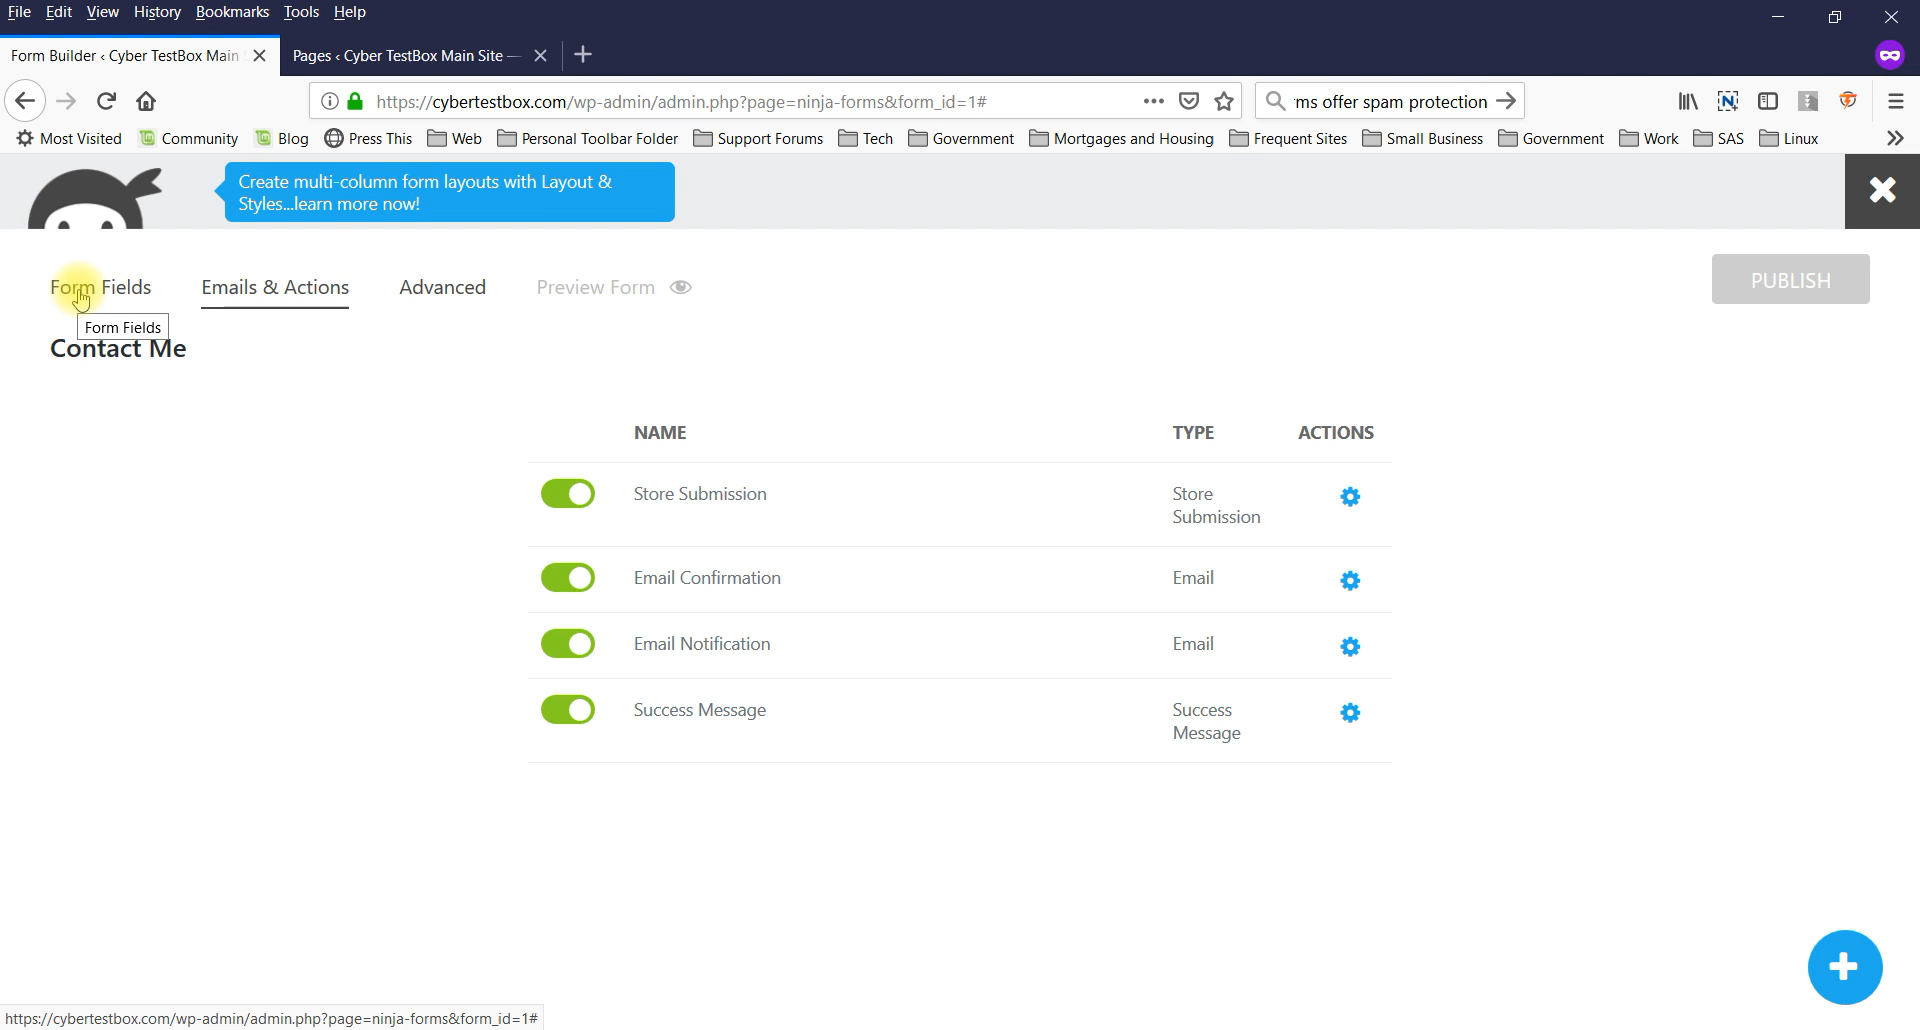 File Edit View History Bookmarks Tools Help
Form Builder ‹ Cyber TestBox Main
Pages ‹ Cyber TestBox Main Site —
https://cybertestbox.com/wp-admin/admin.php?page=ninja-forms&form_id=1#
ms offer spam protection
Most Visited Community Blog Press This Web Personal Toolbar Folder Support Forums Tech Government Mortgages and Housing Frequent Sites Small Business Government Work SAS Linux
Create multi-column form layouts with Layout &
Styles...learn more now!
Form Fields Emails & Actions Advanced Preview Form PUBLISH
Form Fields
Contact Me
NAME TYPE ACTIONS
Store Submission Store
Submission
Email Confirmation Email
Email Notification Email
Success Message Success
Message
https://cybertestbox.com/wp-admin/admin.php?page=ninja-forms&form_id=1#